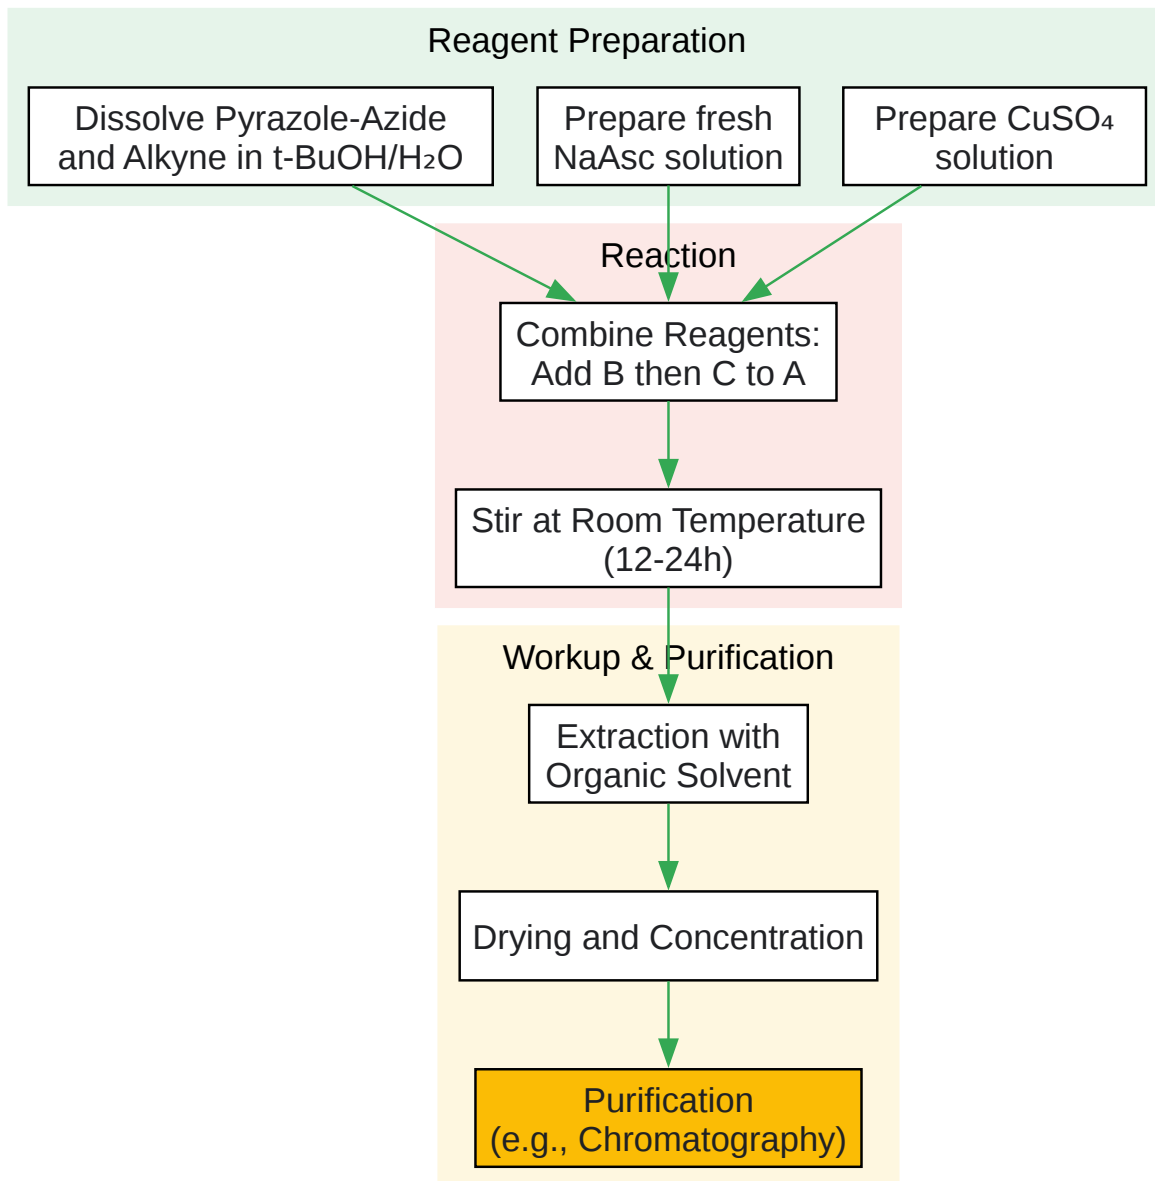 Reagent Preparation
Dissolve Pyrazole-Azide
and Alkyne in t-BuOH/H₂O
Prepare fresh
NaAsc solution
Prepare CuSO₄
solution
Reaction
Combine Reagents:
Add B then C to A
Stir at Room Temperature
(12-24h)
Workup & Purification
Extraction with
Organic Solvent
Drying and Concentration
Purification
(e.g., Chromatography)